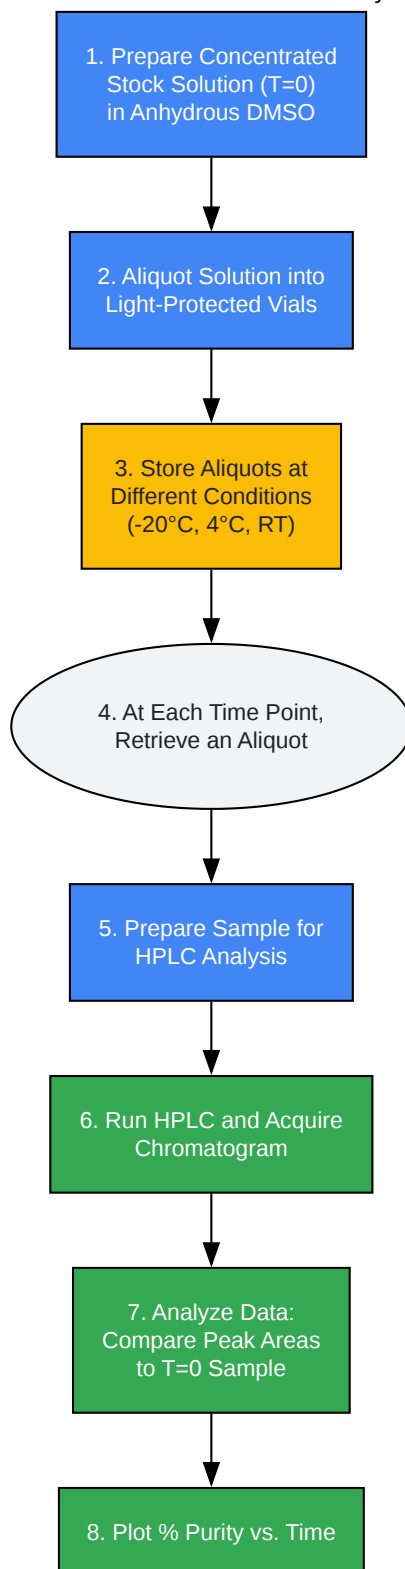 1. Prepare Concentrated
Stock Solution (T=0)
in Anhydrous DMSO
2. Aliquot Solution into
Light-Protected Vials
3. Store Aliquots at
Different Conditions
(-20°C, 4°C, RT)
4. At Each Time Point,
Retrieve an Aliquot
5. Prepare Sample for
HPLC Analysis
6. Run HPLC and Acquire
Chromatogram
7. Analyze Data:
Compare Peak Areas
to T=0 Sample
8. Plot % Purity vs. Time